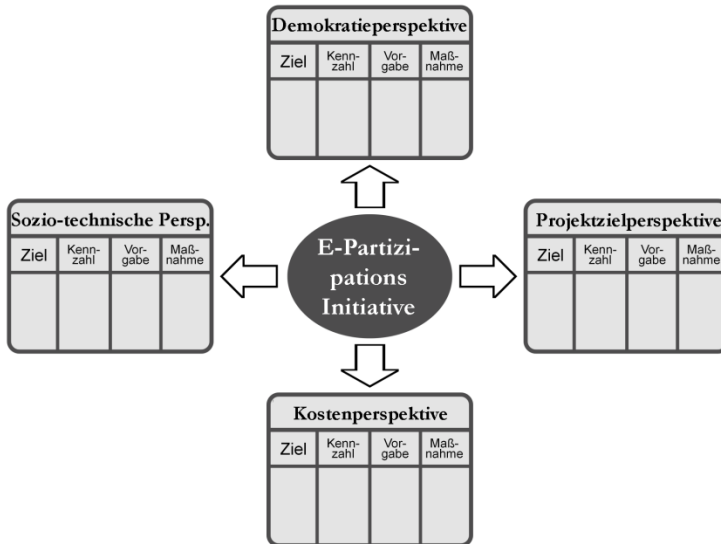 Demokratieperspektive
Ziel Kenn- Vor- Maß-
zahl gabe nahme
Sozio-technische Persp.
Ziel Kenn- Vor- Maß-
zahl gabe nahme
E-Partizi-
pations
Initiative
Projektzielperspektive
Ziel Kenn- Vor- Maß-
zahl gabe nahme
Kostenperspektive
Ziel Kenn- Vor- Maß-
zahl gabe nahme